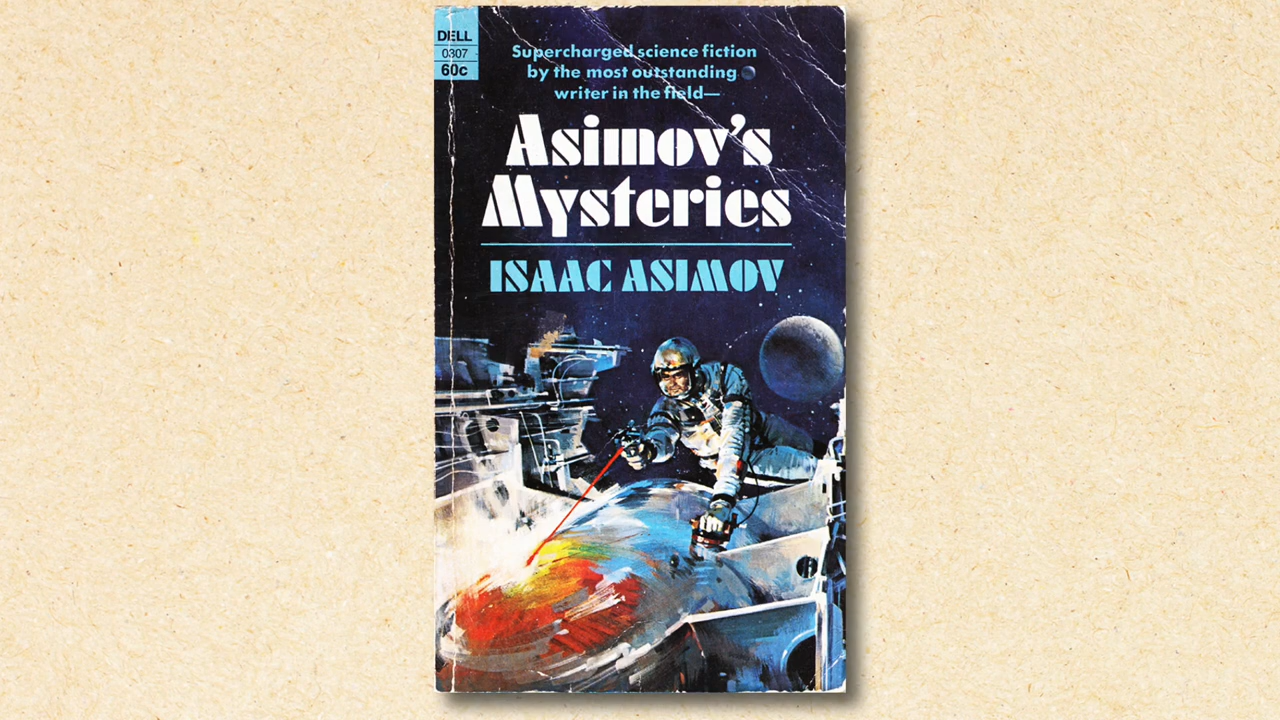 DELL
0307
60c
Supercharged science fiction
by the most outstanding
writer in the field—
Asimov's
Mysteries
ISAAC ASIMOV